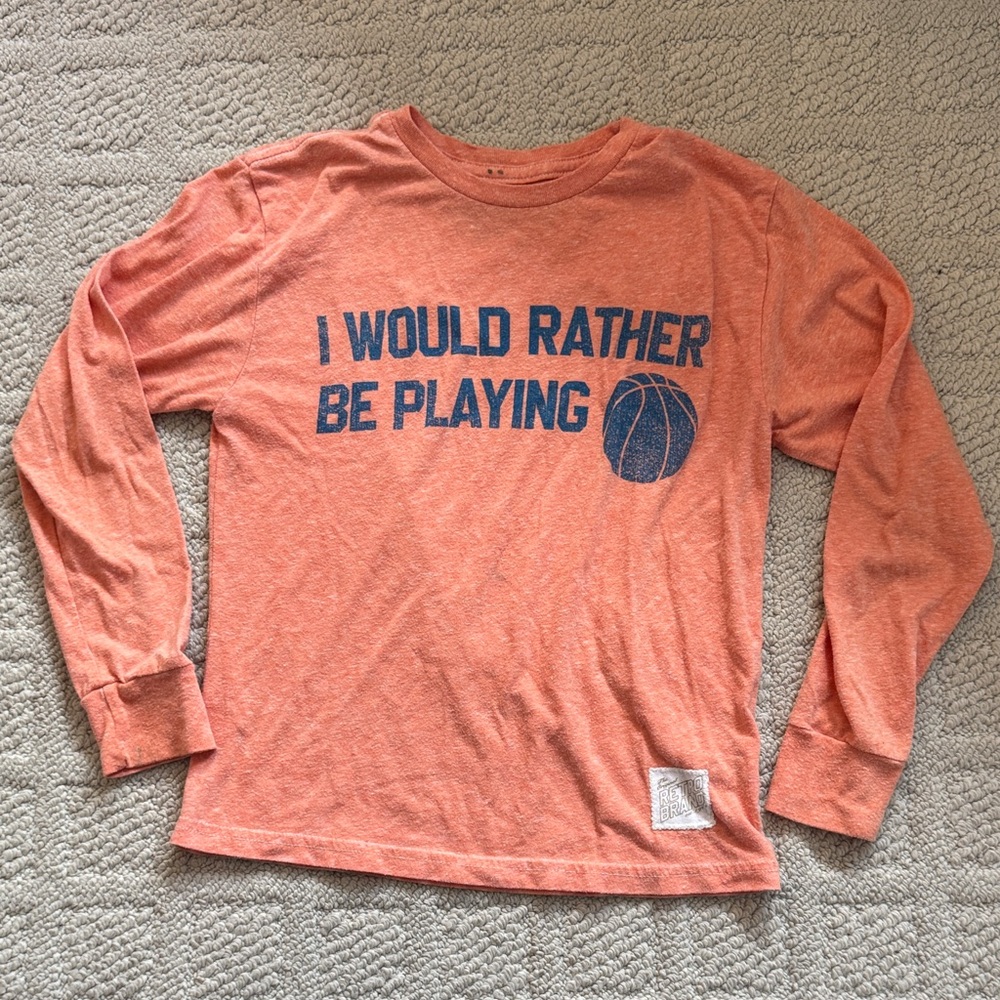 I WOULD RATHER
BE PLAYING
RETRO
BRAND